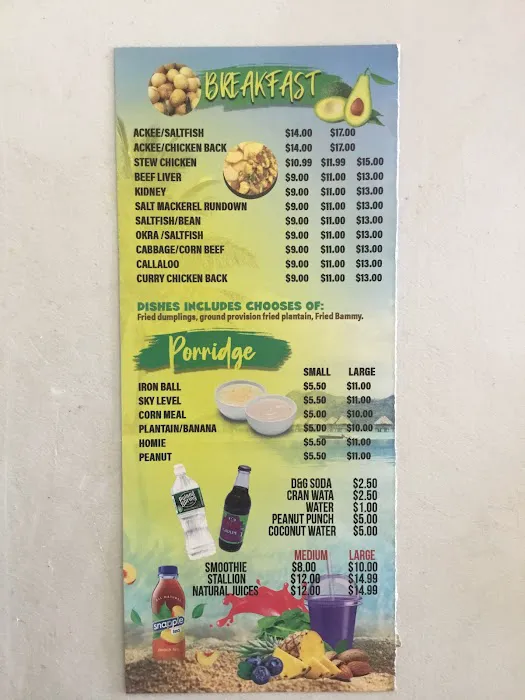 BREAKFAST
ACKEE/SALTFISH $14.00 $17.00
ACKEE/CHICKEN BACK $14.00 $17.00
STEW CHICKEN $10.99 $11.99 $15.00
BEEF LIVER $9.00 $11.00 $13.00
KIDNEY $9.00 $11.00 $13.00
SALT MACKEREL RUNDOWN $9.00 $11.00 $13.00
SALTFISH/BEAN $9.00 $11.00 $13.00
OKRA /SALTFISH $9.00 $11.00 $13.00
CABBAGE/CORN BEEF $9.00 $11.00 $13.00
CALLALOO $9.00 $11.00 $13.00
CURRY CHICKEN BACK $9.00 $11.00 $13.00
DISHES INCLUDES CHOOSES OF:
Fried dumplings, ground provision fried plantain, Fried Bammy.
Porridge
SMALL LARGE
IRON BALL $5.50 $11.00
SKY LEVEL $5.50 $11.00
CORN MEAL $5.00 $10.00
PLANTAIN/BANANA $5.00 $10.00
HOMIE $5.50 $11.00
PEANUT $5.50 $11.00
D&G SODA $2.50
CRAN WATA $2.50
WATER $1.00
PEANUT PUNCH $5.00
COCONUT WATER $5.00
MEDIUM LARGE
SMOOTHIE $8.00 $10.00
STALLION $12.00 $14.99
NATURAL JUICES $12.00 $14.99
snapple